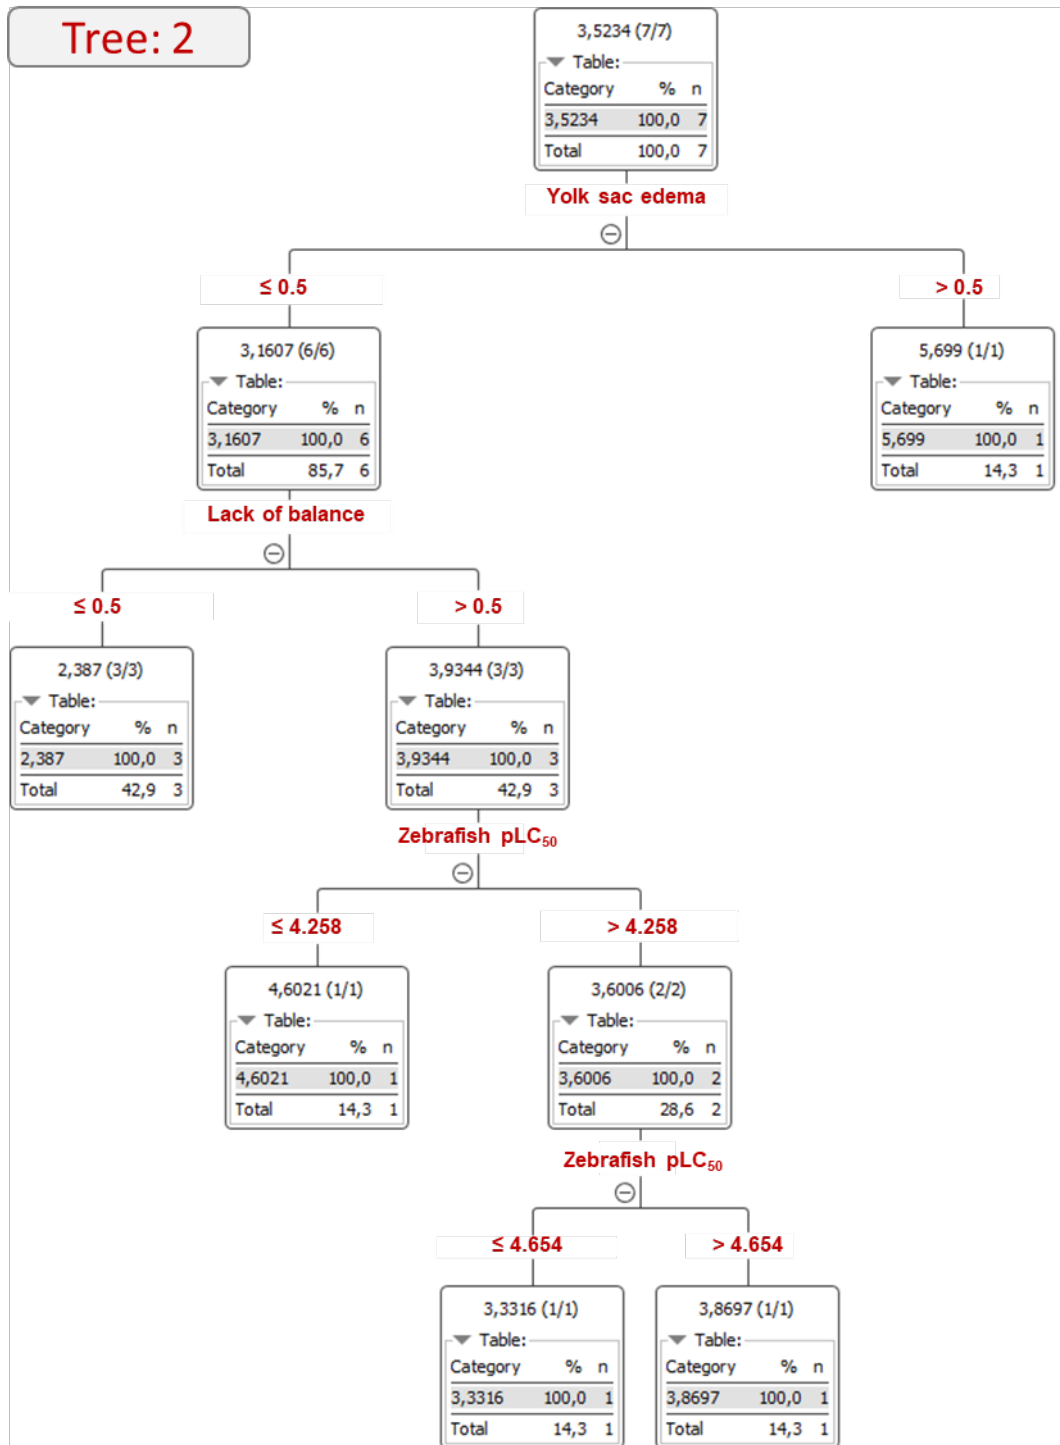 Tree: 2
3,5234 (7/7)
Table:
Category % n
3,5234 100,0 7
Total 100,0 7
Yolk sac edema
≤ 0.5
> 0.5
3,1607 (6/6)
Table:
Category % n
3,1607 100,0 6
Total 85,7 6
5,699 (1/1)
Table:
Category % n
5,699 100,0 1
Total 14,3 1
Lack of balance
≤ 0.5
> 0.5
2,387 (3/3)
Table:
Category % n
2,387 100,0 3
Total 42,9 3
3,9344 (3/3)
Table:
Category % n
3,9344 100,0 3
Total 42,9 3
Zebrafish pLC₅₀
≤ 4.258
> 4.258
4,6021 (1/1)
Table:
Category % n
4,6021 100,0 1
Total 14,3 1
3,6006 (2/2)
Table:
Category % n
3,6006 100,0 2
Total 28,6 2
Zebrafish pLC₅₀
≤ 4.654
> 4.654
3,3316 (1/1)
Table:
Category % n
3,3316 100,0 1
Total 14,3 1
3,8697 (1/1)
Table:
Category % n
3,8697 100,0 1
Total 14,3 1